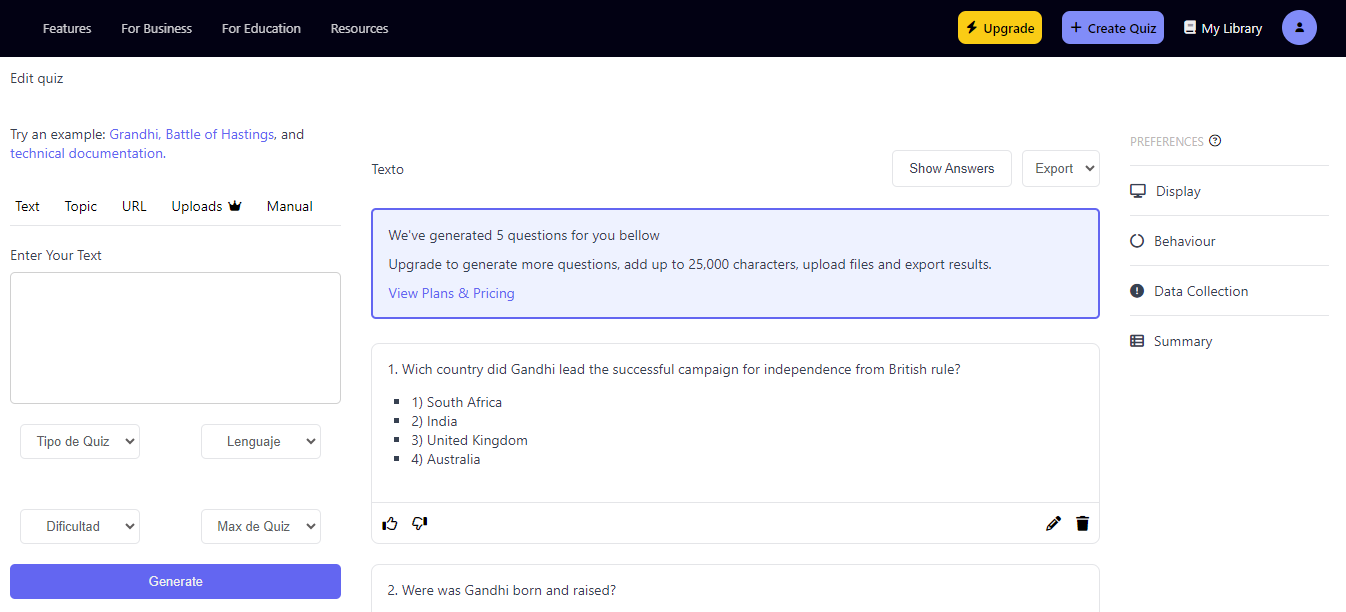 Features For Business For Education Resources Upgrade + Create Quiz My Library
Edit quiz
Try an example: Grandhi, Battle of Hastings, and
technical documentation.
Text Topic URL Uploads Manual
Enter Your Text
Tipo de Quiz Lenguaje
Dificultad Max de Quiz
Generate
Texto Show Answers Export
We've generated 5 questions for you bellow
Upgrade to generate more questions, add up to 25,000 characters, upload files and export results.
View Plans & Pricing
1. Wich country did Gandhi lead the successful campaign for independence from British rule?
1) South Africa
2) India
3) United Kingdom
4) Australia
2. Were was Gandhi born and raised?
PREFERENCES
Display
Behaviour
Data Collection
Summary